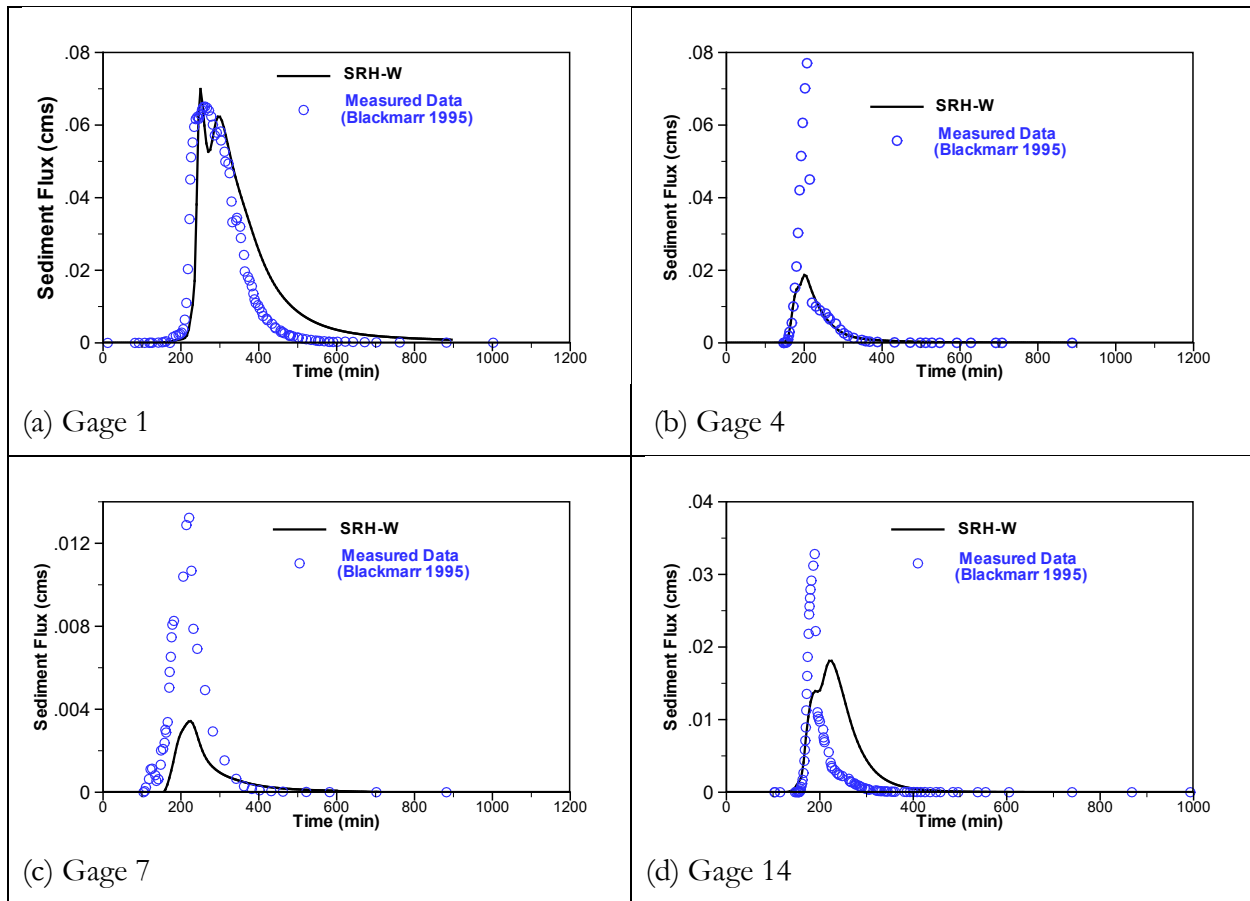 .08
.06
.04
.02
0
Sediment Flux (cms)
SRH-W
Measured Data
(Blackmarr 1995)
0 200 400 600 800 1000 1200
Time (min)
(a) Gage 1
.08
.06
.04
.02
0
Sediment Flux (cms)
SRH-W
Measured Data
(Blackmarr 1995)
0 200 400 600 800 1000 1200
Time (min)
(b) Gage 4
0.012
0.008
0.004
0
Sediment Flux (cms)
SRH-W
Measured Data
(Blackmarr 1995)
0 200 400 600 800 1000 1200
Time (min)
(c) Gage 7
.04
.03
.02
.01
0
Sediment Flux (cms)
SRH-W
Measured Data
(Blackmarr 1995)
0 200 400 600 800 1000
Time (min)
(d) Gage 14